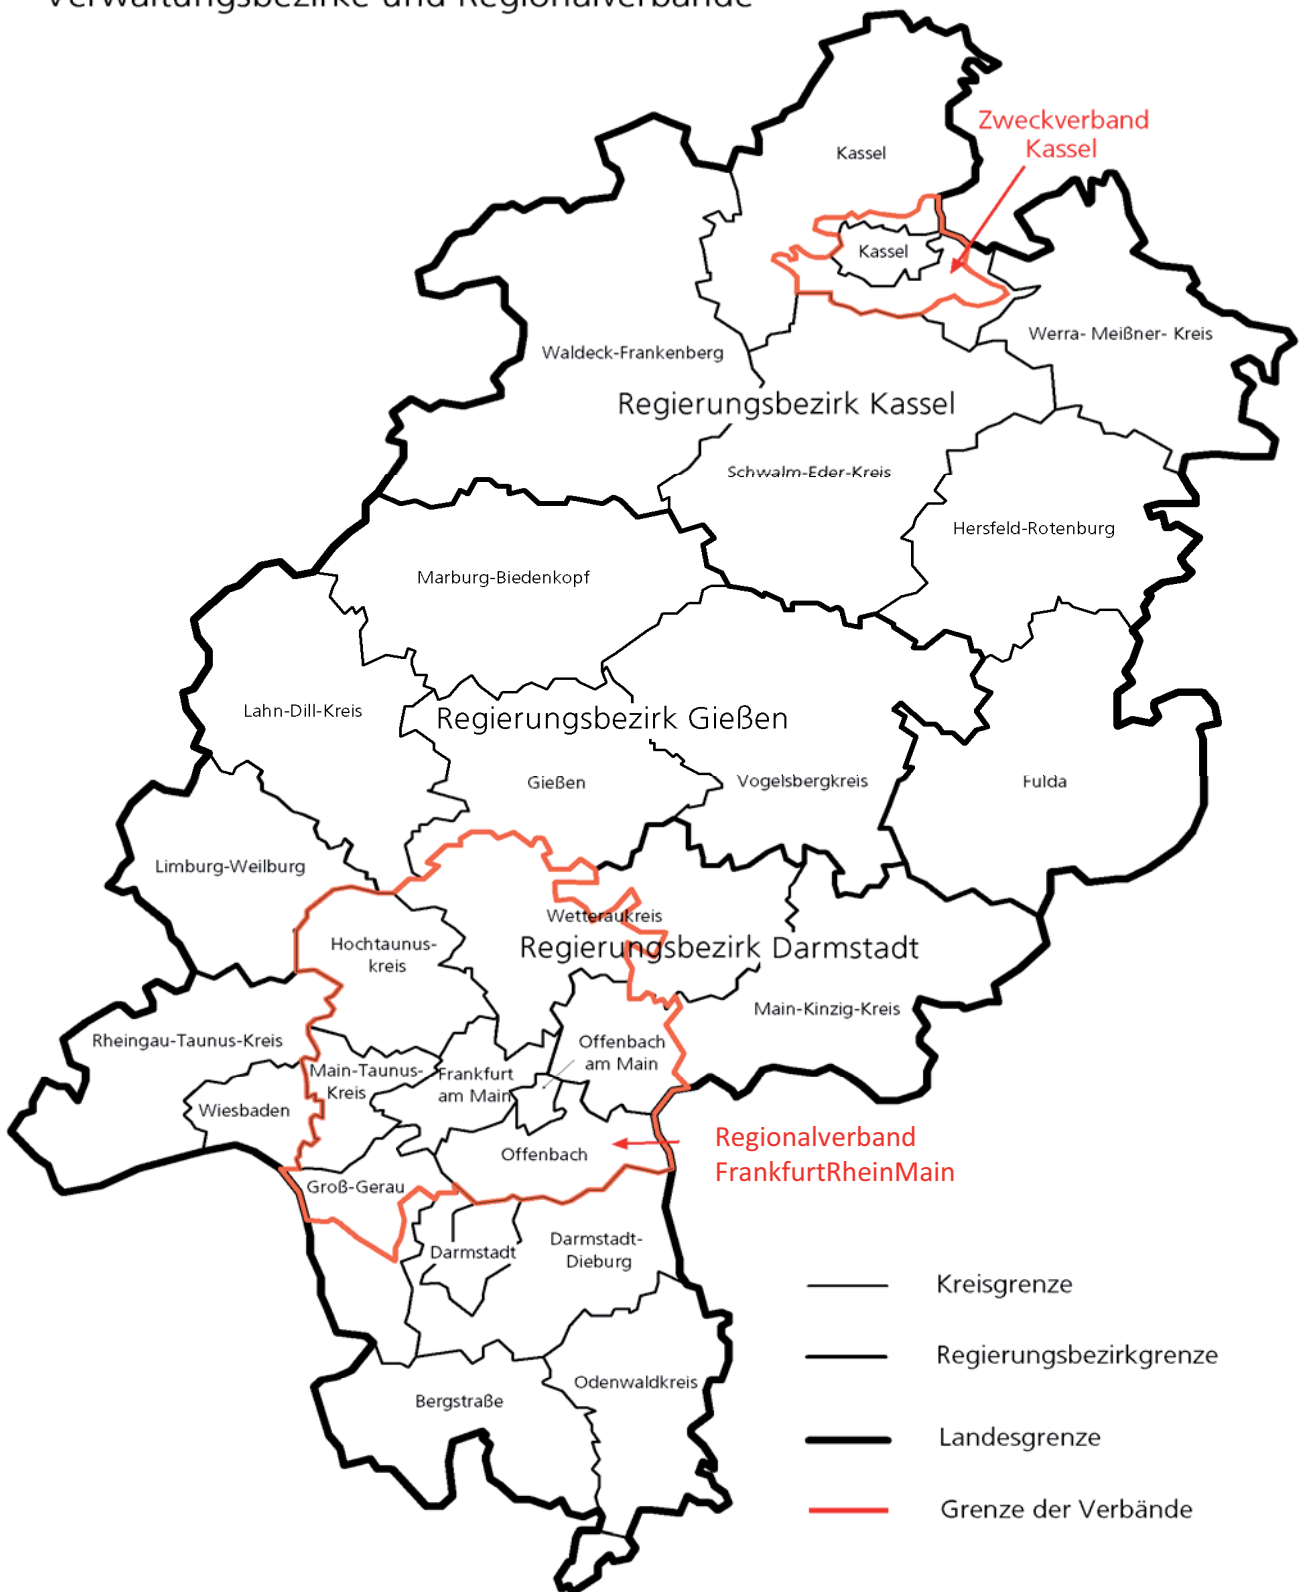 Verwaltungsbezirke und Regionalverbände
Zweckverband
Kassel
Kassel
Kassel
Werra- Meißner- Kreis
Waldeck-Frankenberg
Regierungsbezirk Kassel
Schwalm-Eder-Kreis
Hersfeld-Rotenburg
Marburg-Biedenkopf
Lahn-Dill-Kreis
Regierungsbezirk Gießen
Gießen
Vogelsbergkreis
Fulda
Limburg-Weilburg
Wetteraukreis
Hochtaunus-
kreis
Regierungsbezirk Darmstadt
Main-Kinzig-Kreis
Rheingau-Taunus-Kreis
Offenbach
am Main
Main-Taunus-
Kreis
Frankfurt
am Main
Wiesbaden
Regionalverband
FrankfurtRheinMain
Offenbach
Groß-Gerau
Darmstadt
Darmstadt-
Dieburg
Kreisgrenze
Regierungsbezirkgrenze
Odenwaldkreis
Bergstraße
Landesgrenze
Grenze der Verbände